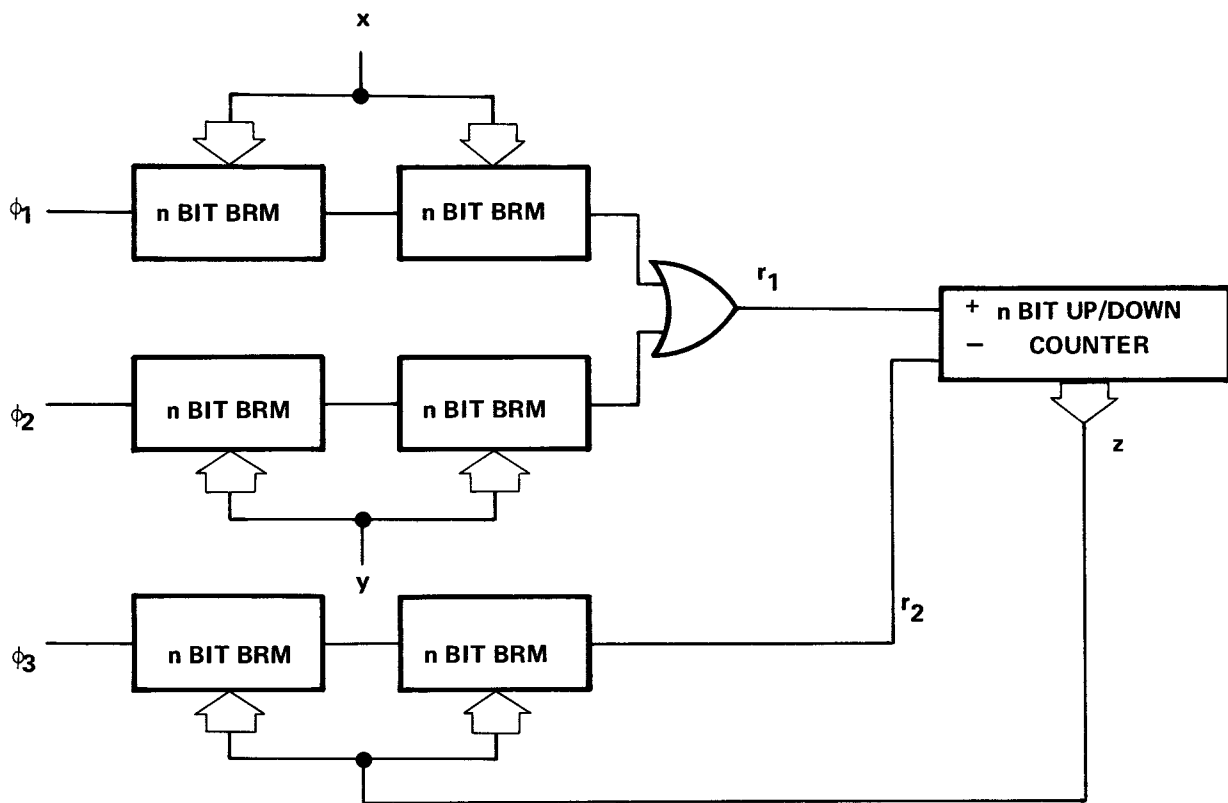 x
ϕ1
n BIT BRM
n BIT BRM
r1
+ n BIT UP/DOWN
− COUNTER
ϕ2
n BIT BRM
n BIT BRM
z
y
ϕ3
n BIT BRM
n BIT BRM
r2